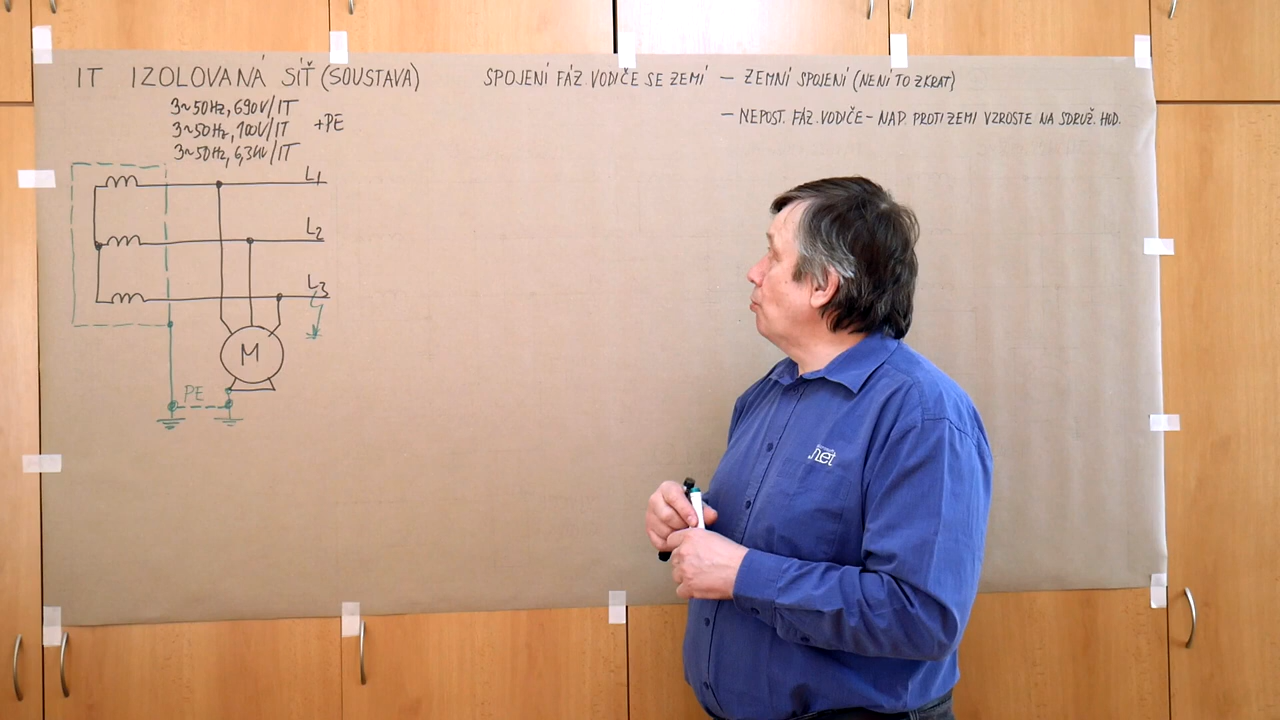 IT IZOLOVANÁ SÍŤ (SOUSTAVA)
3~50Hz, 690V/IT
3~50Hz, 100V/IT +PE
3~50Hz, 6,3kV/IT
L1
L2
L3
M
PE
SPOJENÍ FÁZ. VODIČE SE ZEMÍ – ZEMNÍ SPOJENÍ (NENÍ TO ZKRAT)
– NEPOST. FÁZ. VODIČE – NAP. PROTI ZEMI VZROSTE NA SDRUŽ. HOD.
.net